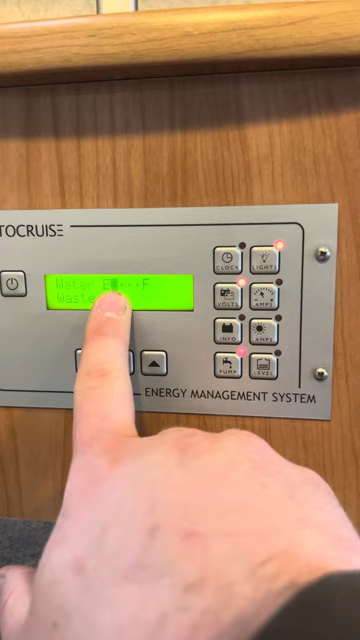 TOCRUISE
CLOCK LIGHTS
Water E▮···F
Waste
VOLTS AMPS
INFO AMPS
PUMP LEVEL
ENERGY MANAGEMENT SYSTEM